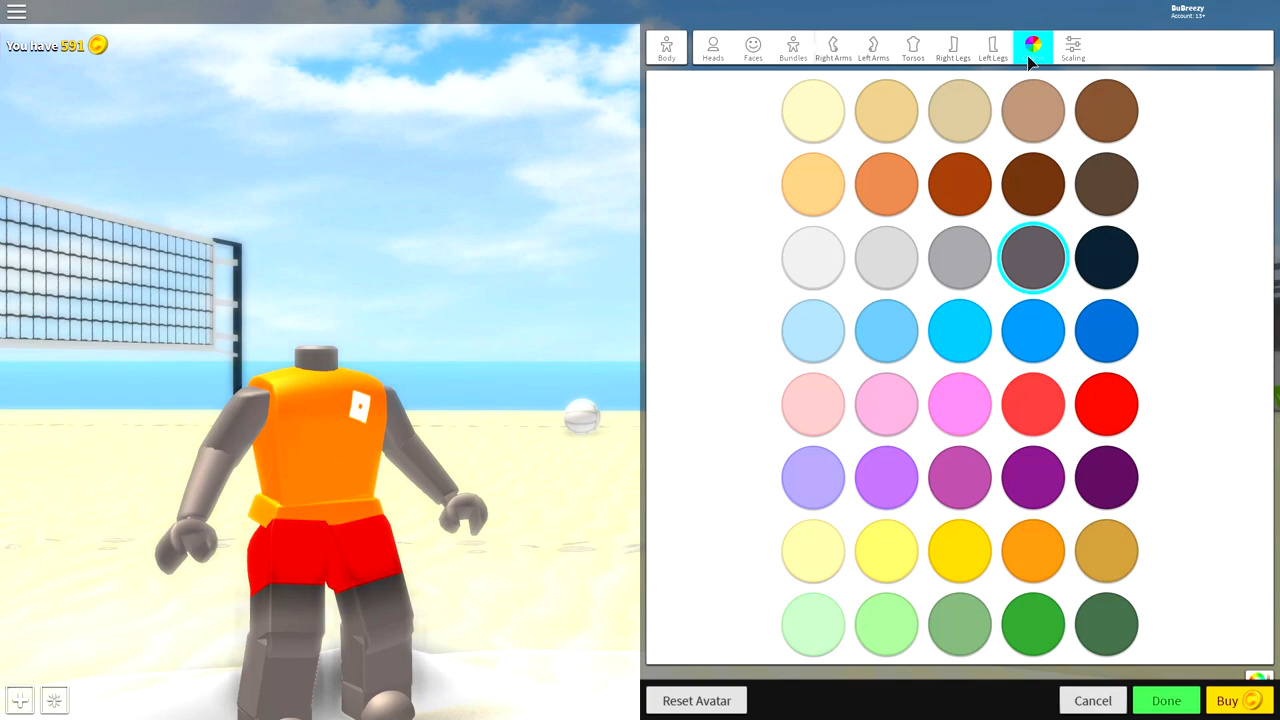 BuBreezy
Account: 13+
You have 591
Body
Heads
Faces
Bundles
Right Arms
Left Arms
Torsos
Right Legs
Left Legs
Scaling
Reset Avatar
Cancel
Done
Buy